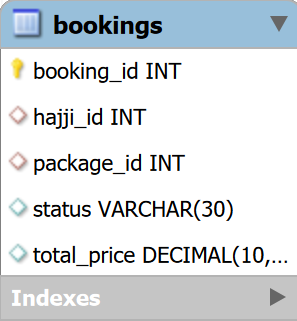 bookings
booking_id INT
hajji_id INT
package_id INT
status VARCHAR(30)
total_price DECIMAL(10,...
Indexes